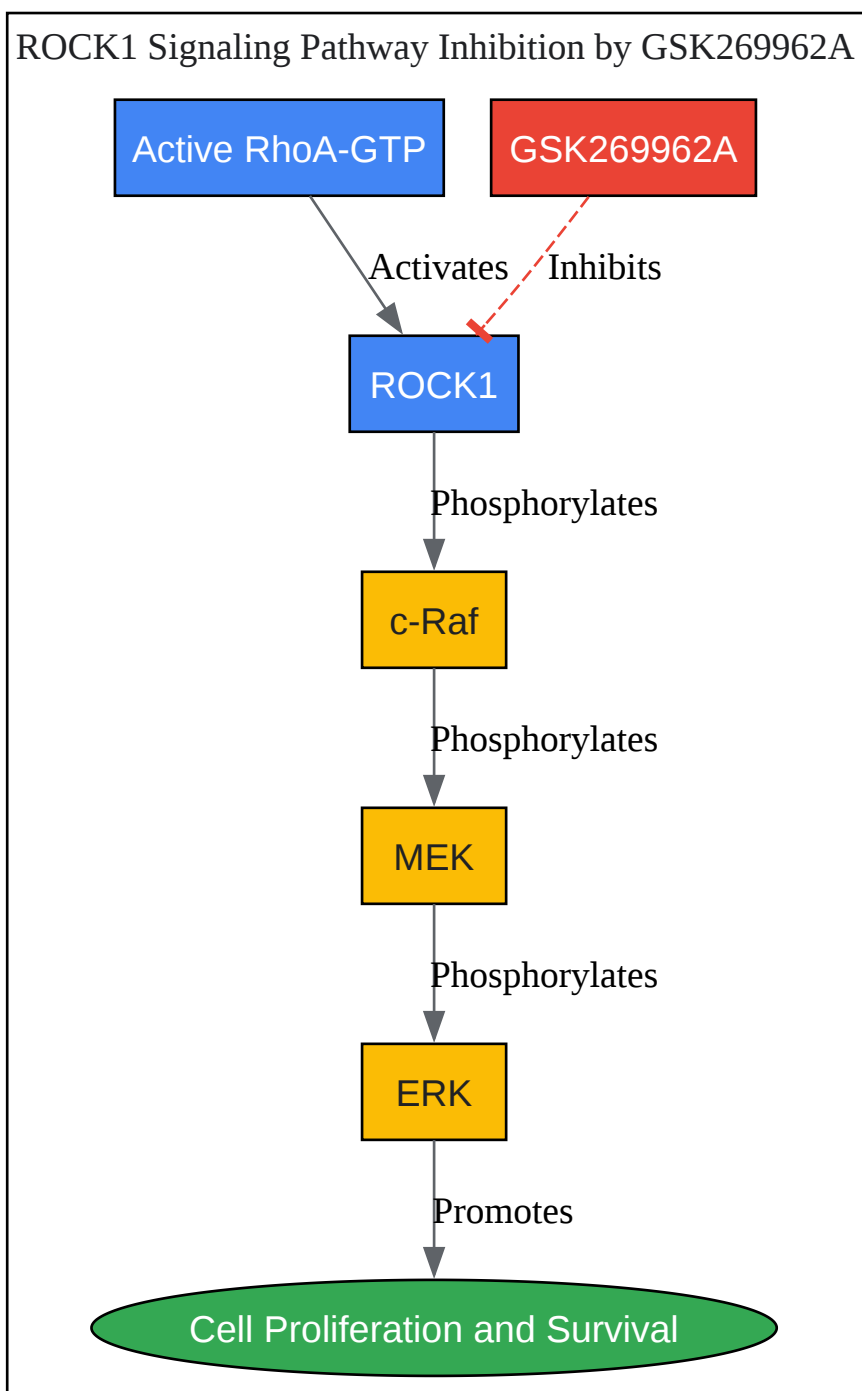 ROCK1 Signaling Pathway Inhibition by GSK269962A
Active RhoA-GTP
GSK269962A
Activates
Inhibits
ROCK1
Phosphorylates
c-Raf
Phosphorylates
MEK
Phosphorylates
ERK
Promotes
Cell Proliferation and Survival